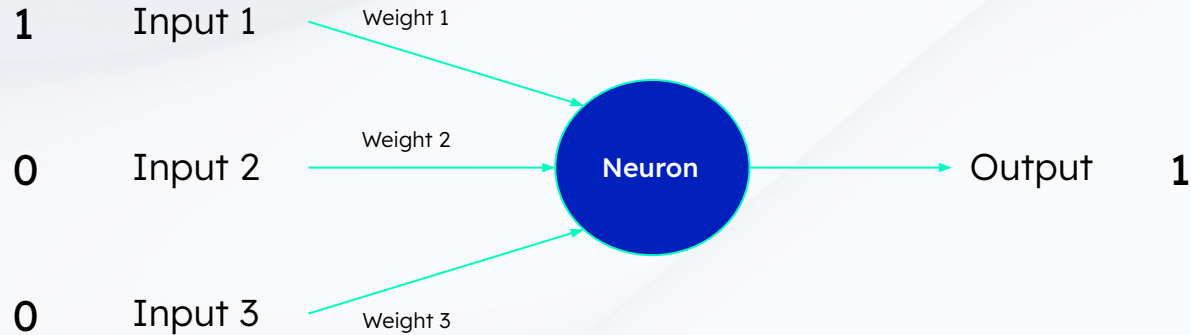 1 Input 1 Weight 1
Weight 2
0 Input 2 Neuron Output 1
0 Input 3 Weight 3